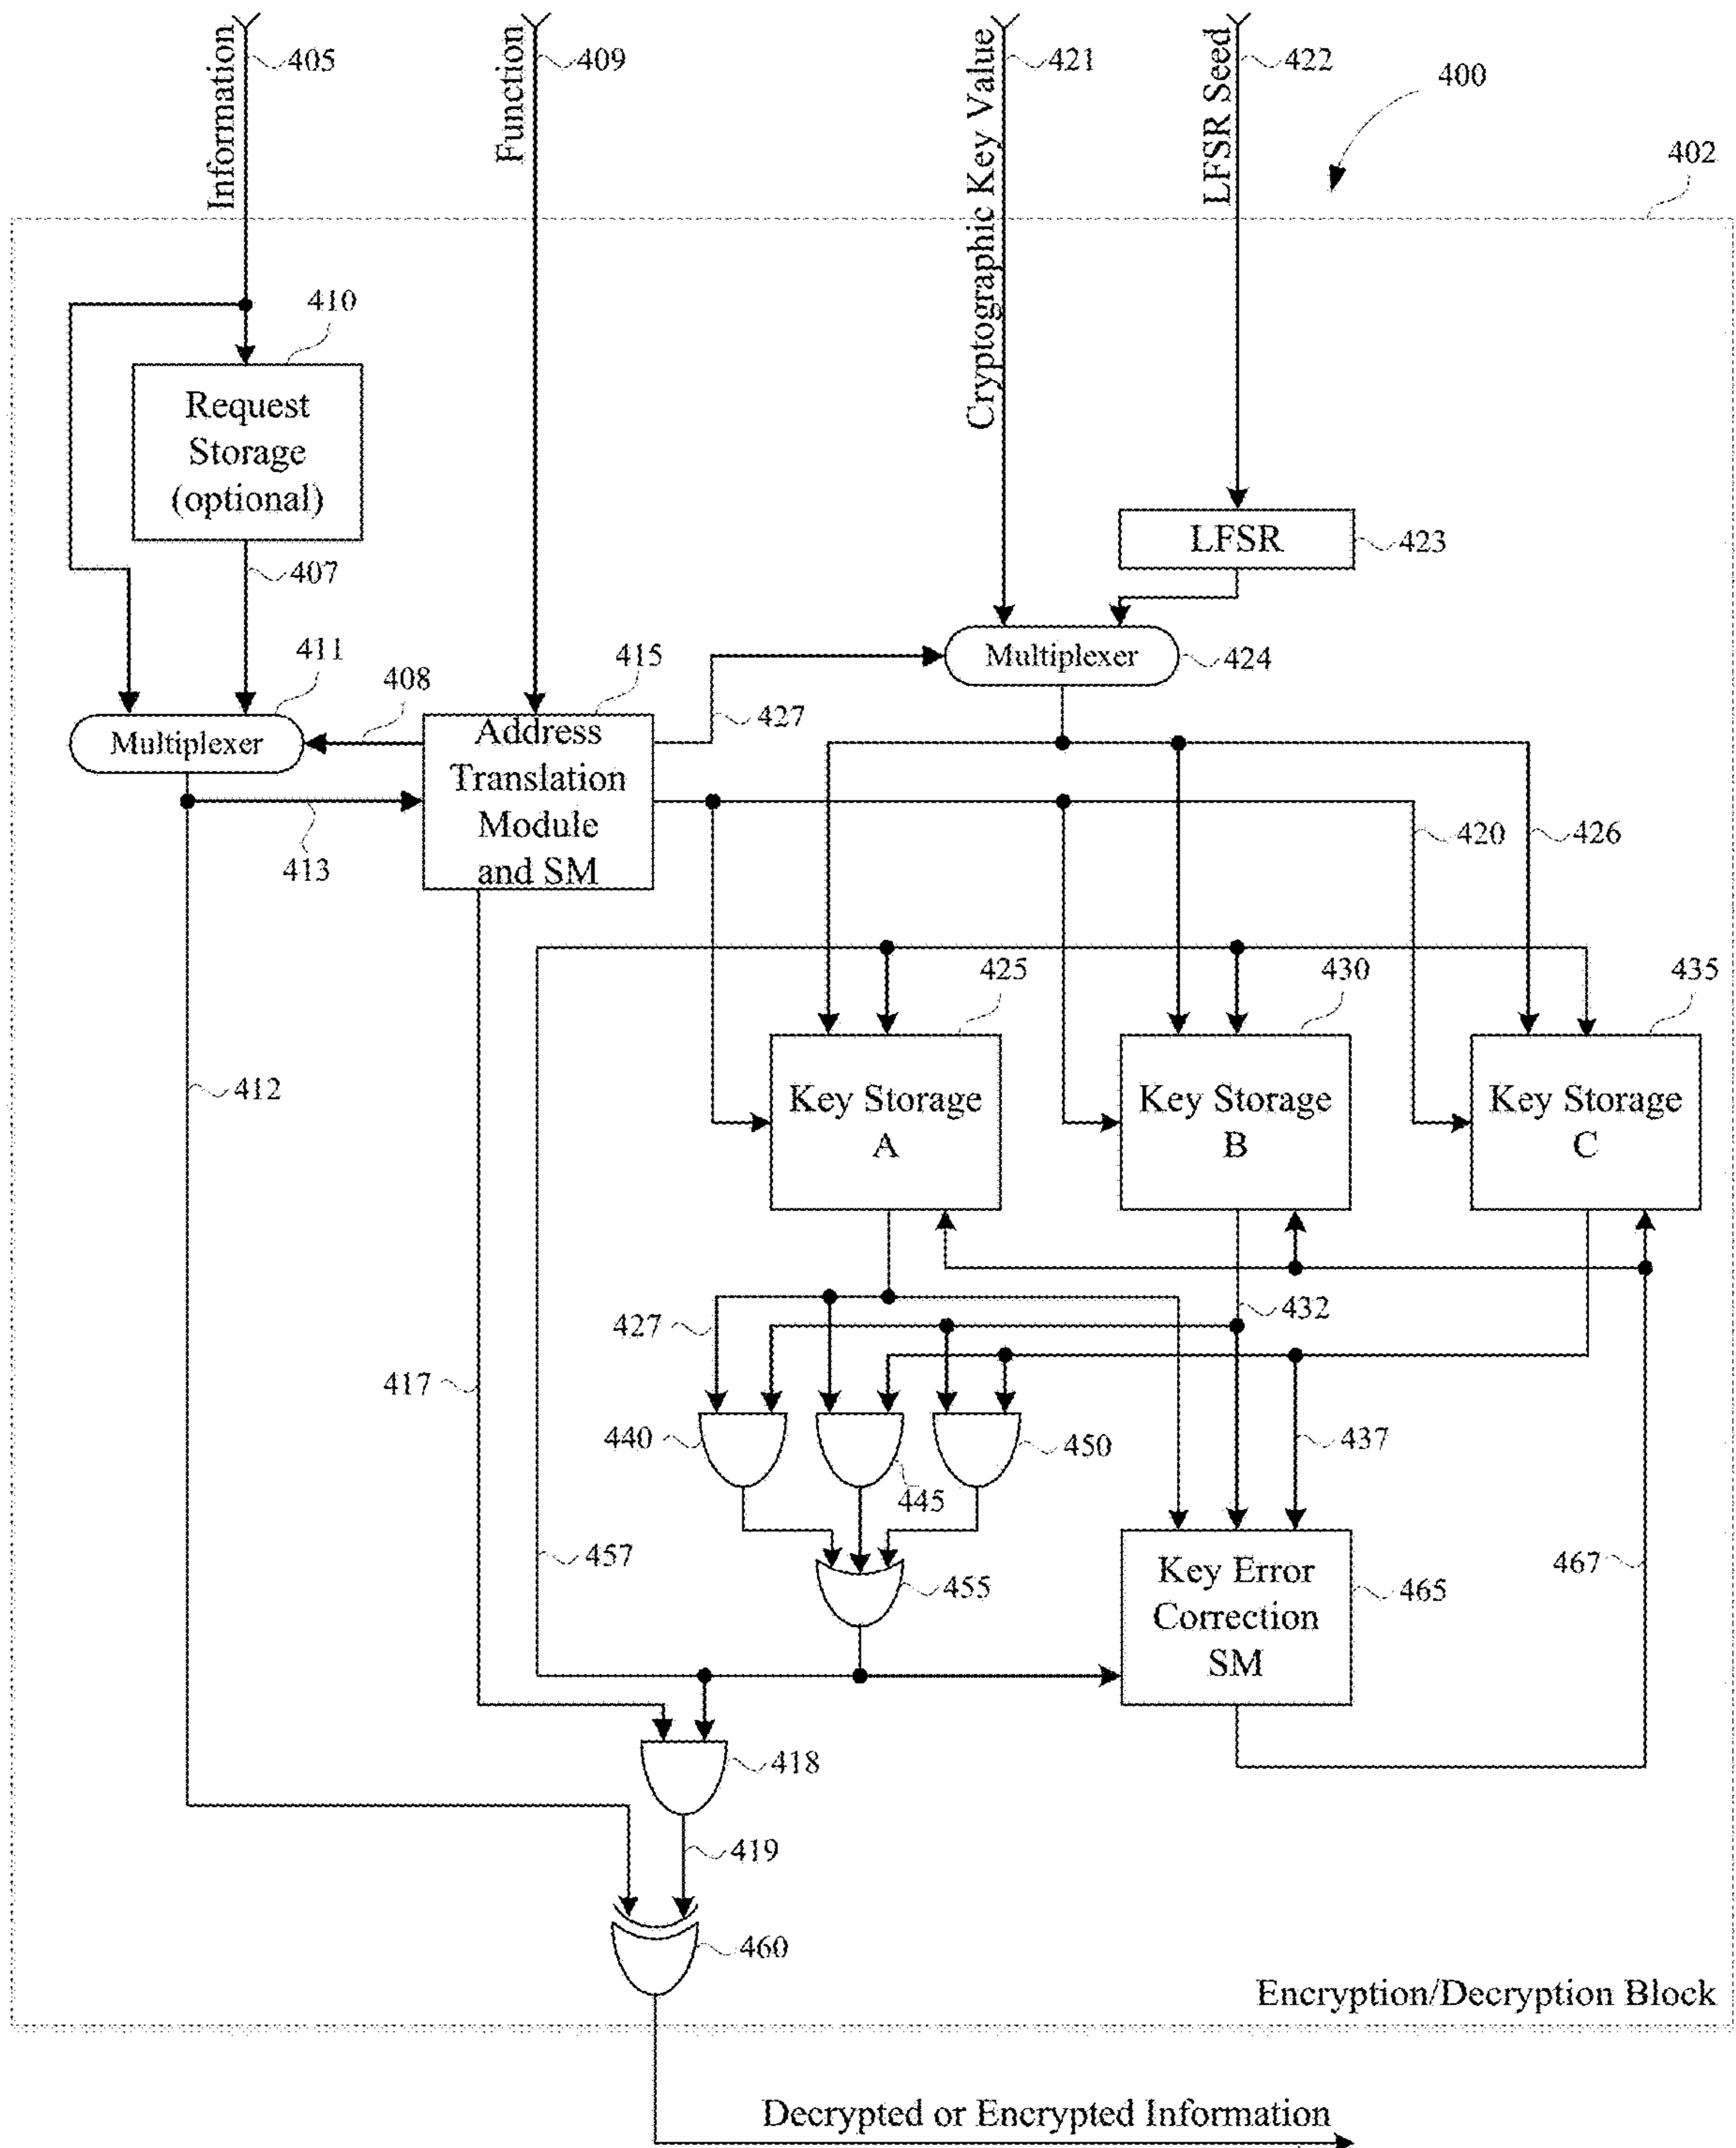 Information
405
Function
409
Cryptographic Key Value
421
LFSR Seed
422
400
402
410
Request
Storage
(optional)
407
LFSR
423
411
Multiplexer
408
415
Address
Translation
Module
and SM
413
427
Multiplexer
424
420
426
412
425
430
435
Key Storage
A
Key Storage
B
Key Storage
C
427
432
417
440
445
450
437
457
455
Key Error
Correction
SM
465
467
418
419
460
Encryption/Decryption Block
Decrypted or Encrypted Information